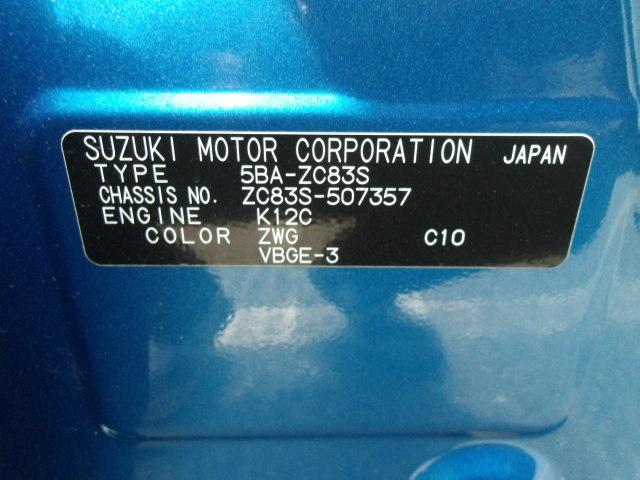 SUZUKI MOTOR CORPORATION JAPAN
TYPE 5BA-ZC83S
CHASSIS NO. ZC83S-507357
ENGINE K12C
COLOR ZWG C10
VBGE-3